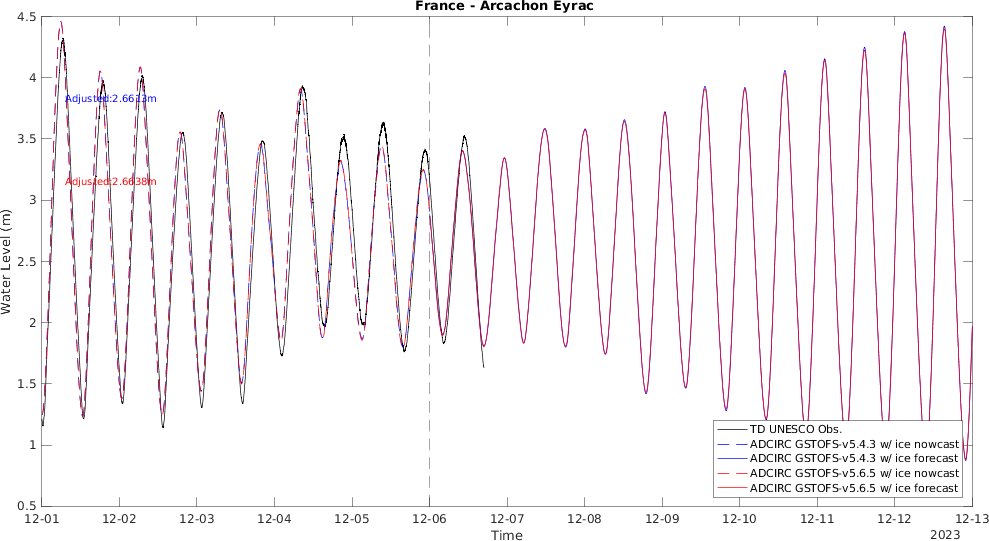 France - Arcachon Eyrac
Water Level (m)
4.5
4
3.5
3
2.5
2
1.5
1
0.5
Adjusted:2.6613m
Adjusted:2.6638m
TD UNESCO Obs.
ADCIRC GSTOFS-v5.4.3 w/ ice nowcast
ADCIRC GSTOFS-v5.4.3 w/ ice forecast
ADCIRC GSTOFS-v5.6.5 w/ ice nowcast
ADCIRC GSTOFS-v5.6.5 w/ ice forecast
12-01 12-02 12-03 12-04 12-05 12-06 12-07 12-08 12-09 12-10 12-11 12-12 12-13
Time
2023